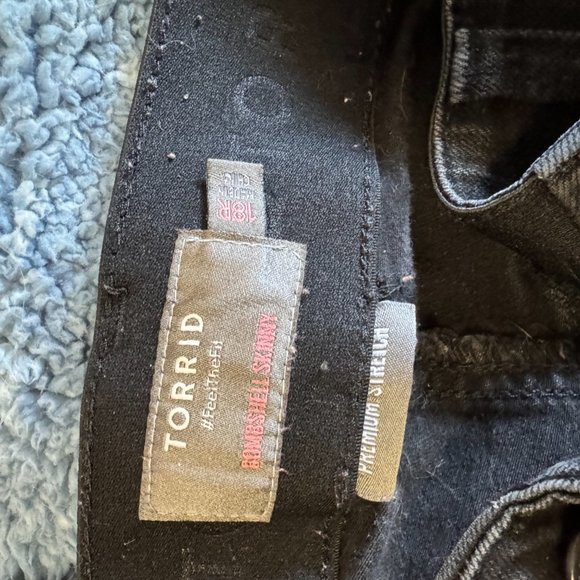 TORRID
#FeelTheFit
BOMBSHELL SKINNY
18R
PREMIUM STRETCH